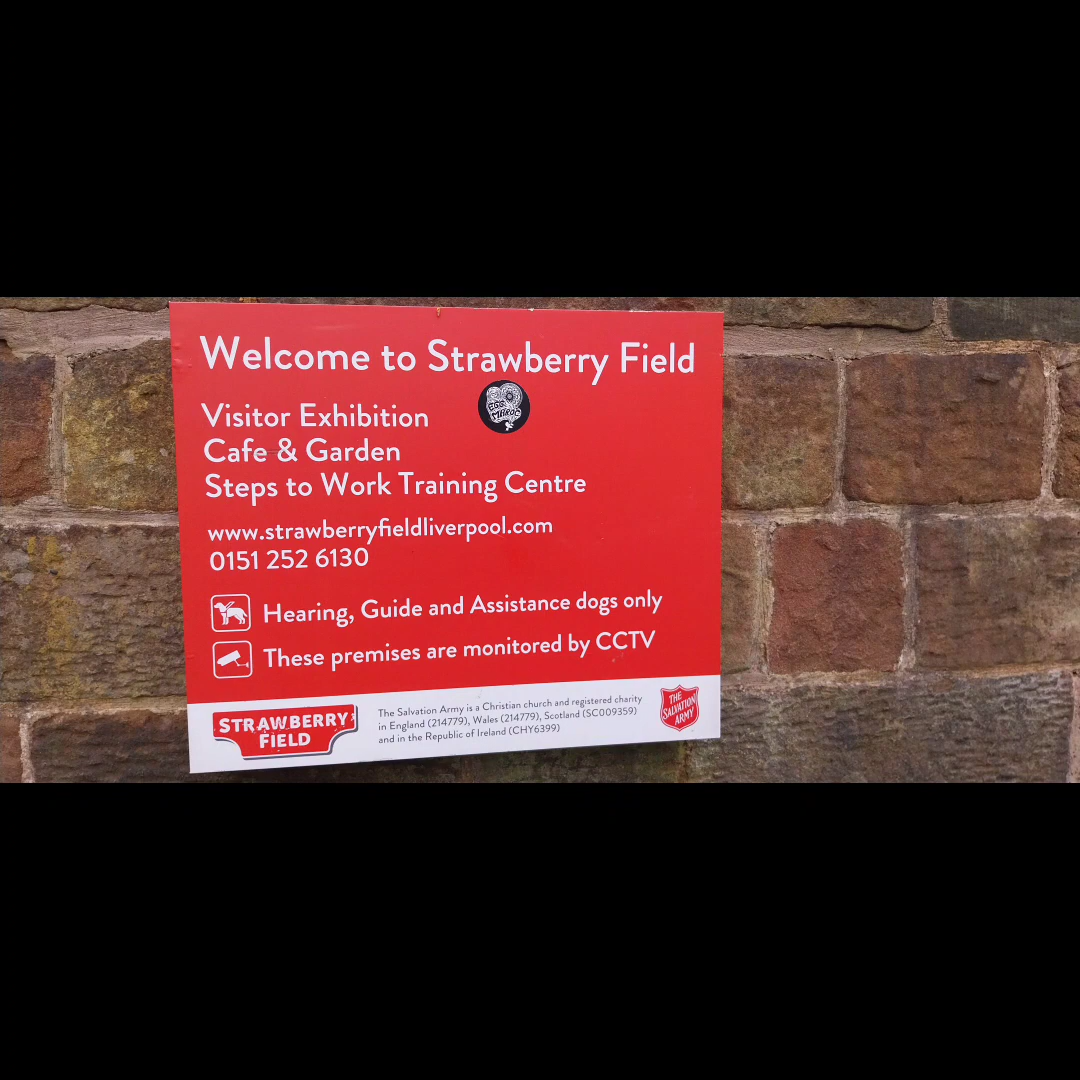 Welcome to Strawberry Field
EGG
MAROC
Visitor Exhibition
Cafe & Garden
Steps to Work Training Centre
www.strawberryfieldliverpool.com
0151 252 6130
Hearing, Guide and Assistance dogs only
These premises are monitored by CCTV
STRAWBERRY
FIELD
The Salvation Army is a Christian church and registered charity
in England (214779), Wales (214779), Scotland (SC009359)
and in the Republic of Ireland (CHY6399)
THE
SALVATION
ARMY